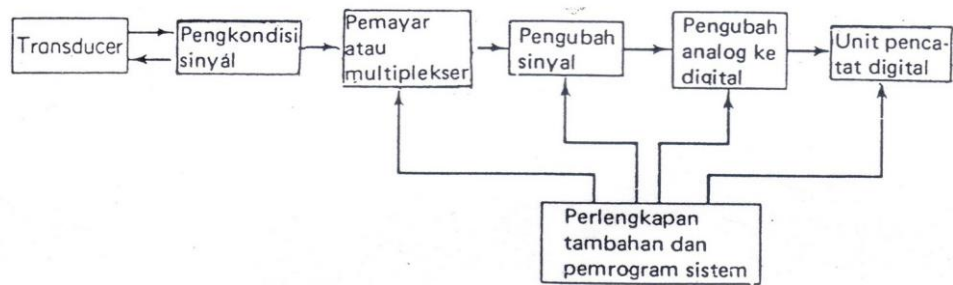 Transducer
Pengkondisi
sinyal
Pemayar
atau
multiplekser
Pengubah
sinyal
Pengubah
analog ke
digital
Unit penca-
tat digital
Perlengkapan
tambahan dan
pemrogram sistem